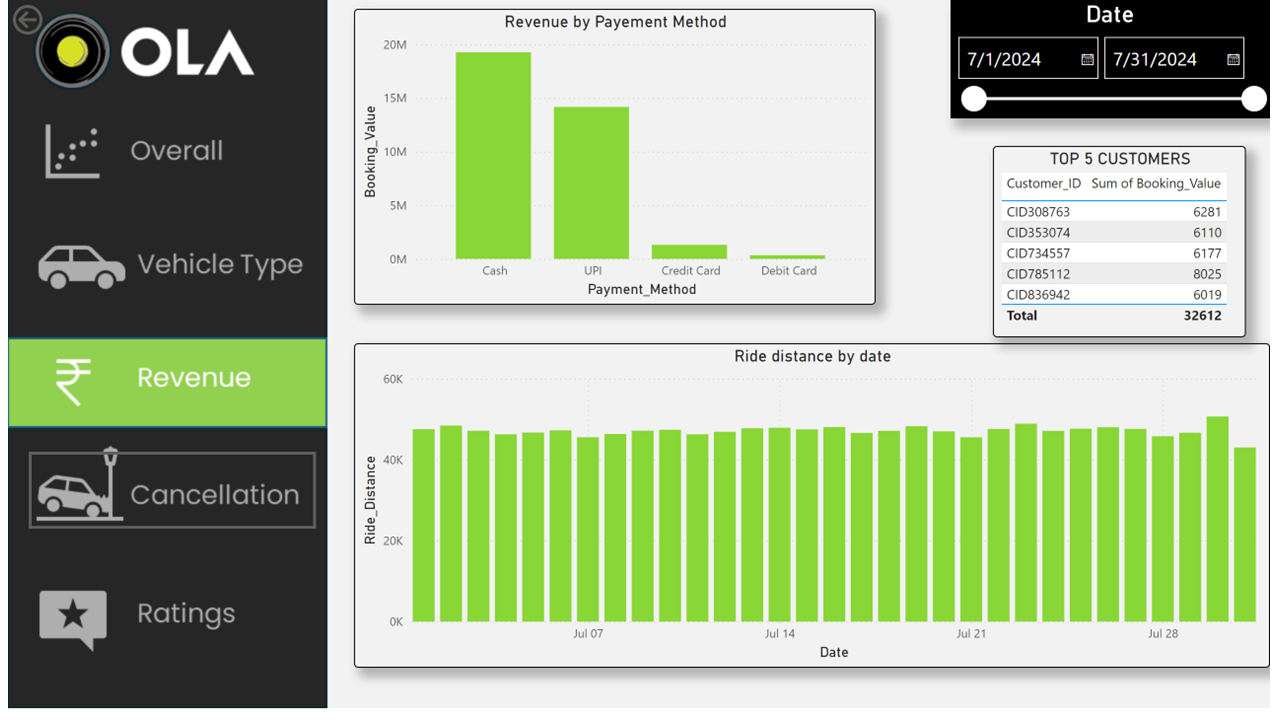 OLA
Overall
Vehicle Type
₹ Revenue
Cancellation
Ratings
Revenue by Payement Method
20M
15M
10M
5M
0M
Booking_Value
Cash UPI Credit Card Debit Card
Payment_Method
Date
7/1/2024 7/31/2024
TOP 5 CUSTOMERS
Customer_ID Sum of Booking_Value
CID308763 6281
CID353074 6110
CID734557 6177
CID785112 8025
CID836942 6019
Total 32612
Ride distance by date
60K
40K
20K
0K
Ride_Distance
Jul 07 Jul 14 Jul 21 Jul 28
Date